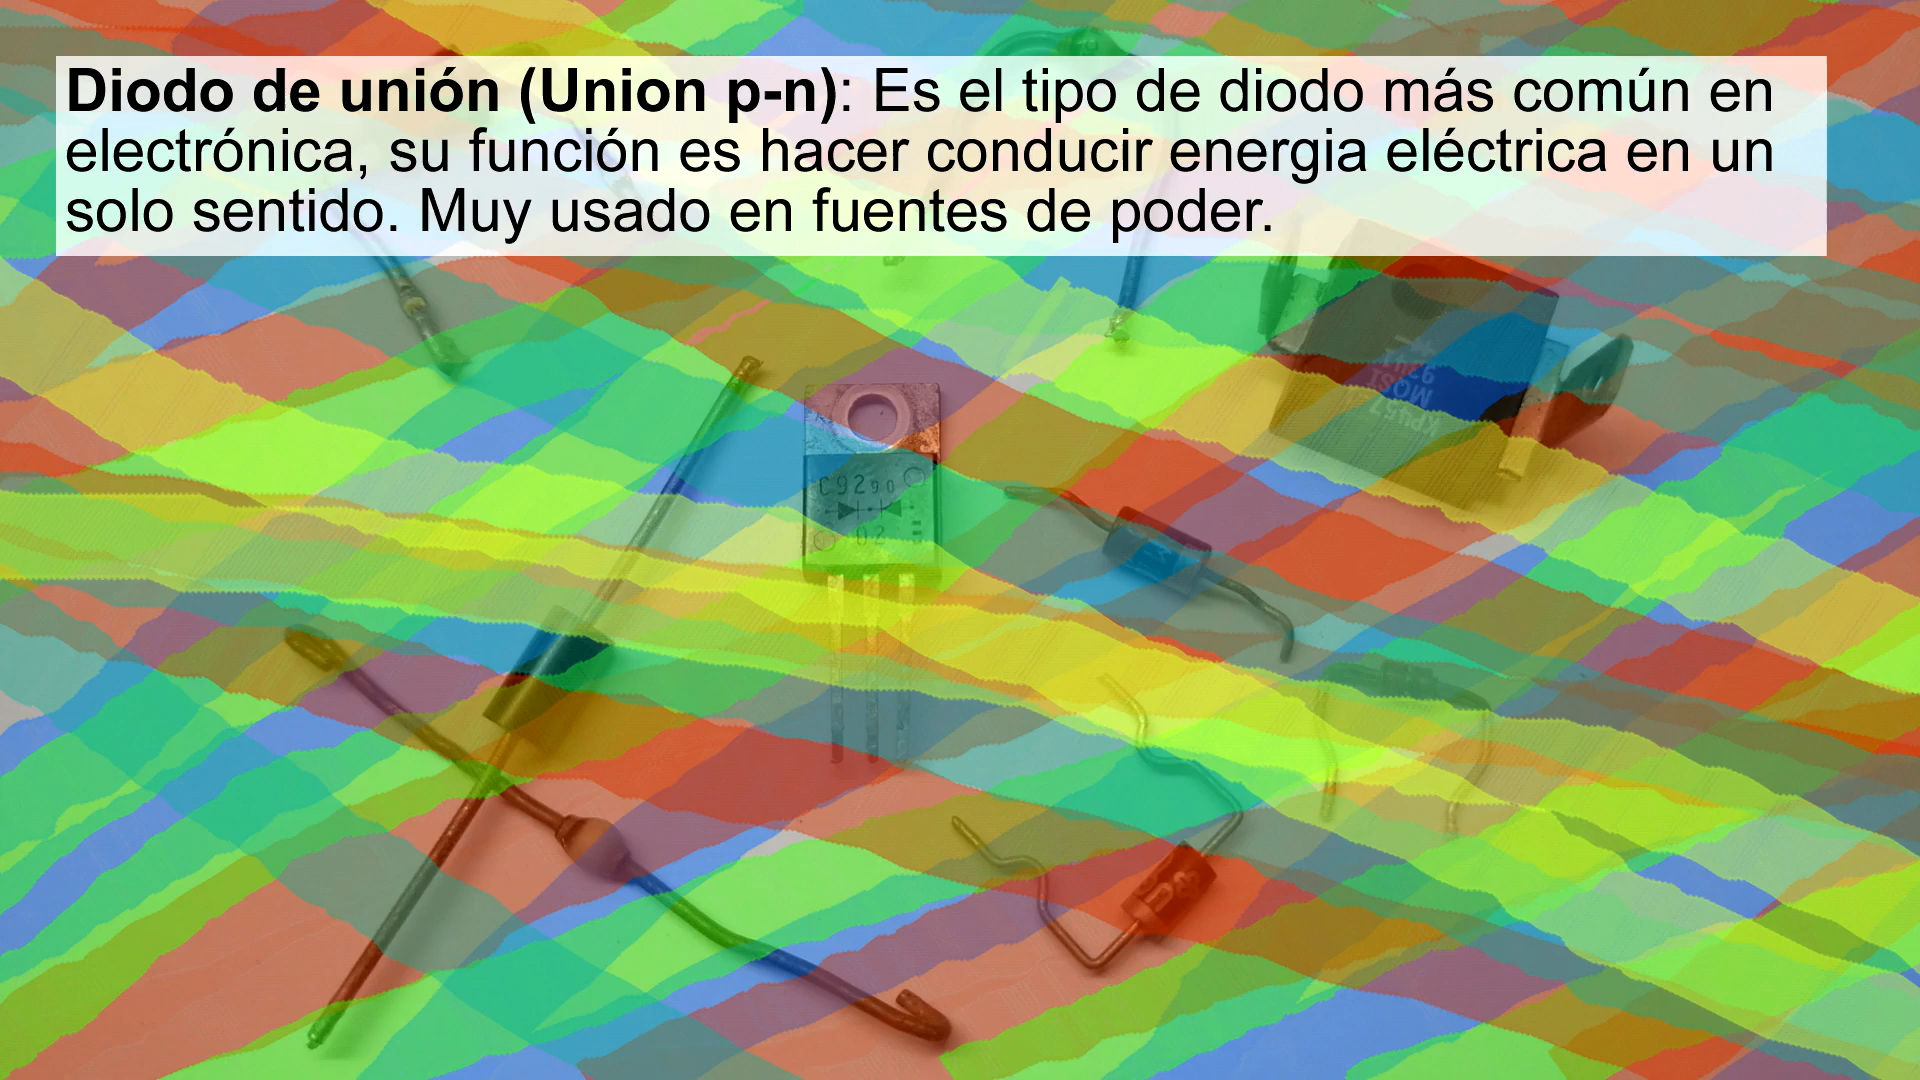 Diodo de unión (Union p-n): Es el tipo de diodo más común en
electrónica, su función es hacer conducir energia eléctrica en un
solo sentido. Muy usado en fuentes de poder.
C9290
02